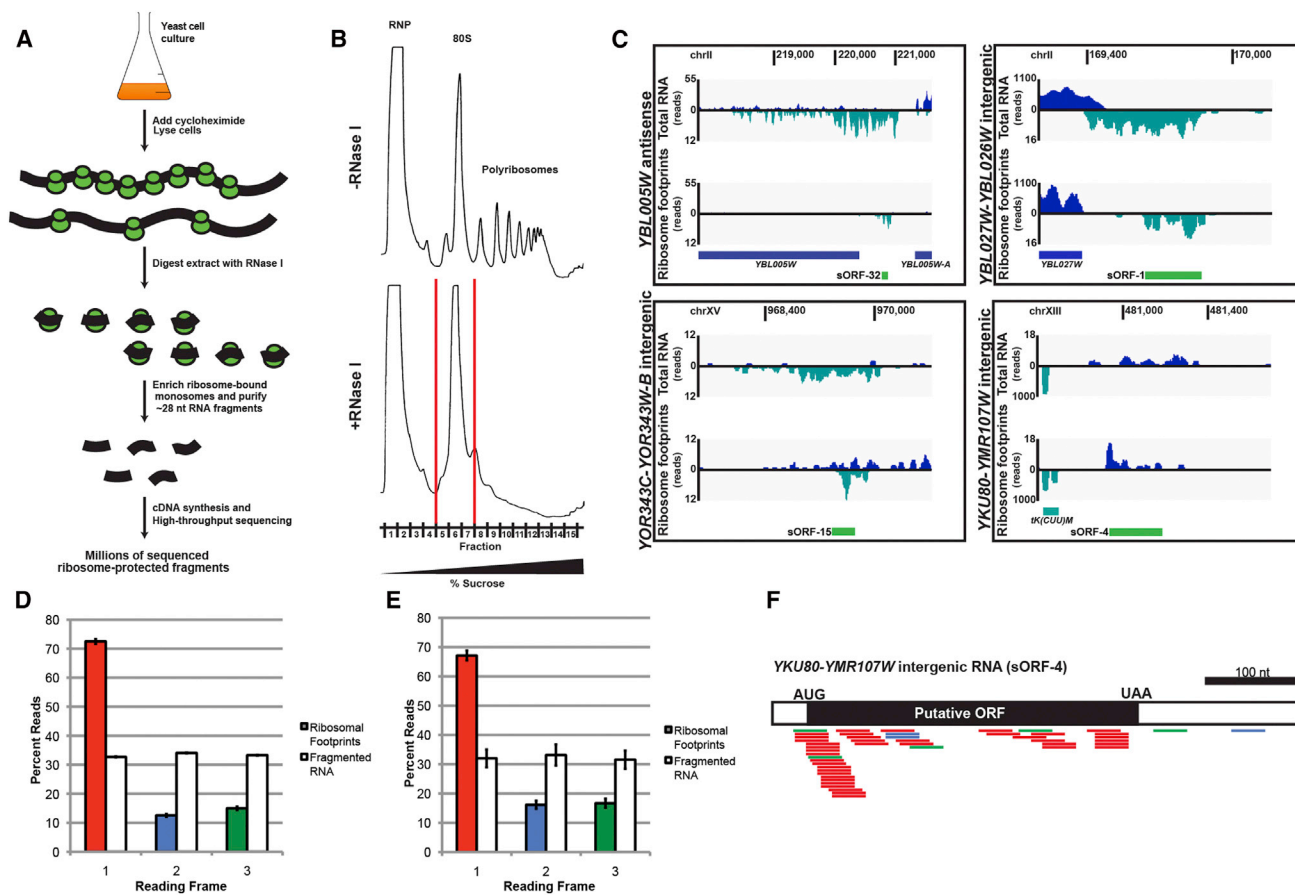 A
Yeast cell
culture
Add cycloheximide
Lyse cells
Digest extract with RNase I
Enrich ribosome-bound
monosomes and purify
~28 nt RNA fragments
cDNA synthesis and
High-throughput sequencing
Millions of sequenced
ribosome-protected fragments
B
RNP
80S
Polyribosomes
-RNase I
+RNase I
1 2 3 4 5 6 7 8 9 10 11 12 13 14 15
Fraction
% Sucrose
C
YBL005W antisense
chrII
219,000
220,000
221,000
55
0
12
Total RNA
(reads)
55
0
12
Ribosome footprints
(reads)
YBL005W
YBL005W-A
sORF-32
YBL027W-YBL026W intergenic
chrII
169,400
170,000
1100
0
16
Total RNA
(reads)
1100
0
16
Ribosome footprints
(reads)
YBL027W
sORF-1
YOR343C-YOR343W-B intergenic
chrXV
968,400
970,000
12
0
12
Total RNA
(reads)
12
0
12
Ribosome footprints
(reads)
sORF-15
YKU80-YMR107W intergenic
chrXIII
481,000
481,400
18
0
1000
Total RNA
(reads)
18
0
1000
Ribosome footprints
(reads)
tK(CUU)M
sORF-4
D
Percent Reads
80
70
60
50
40
30
20
10
0
1 2 3
Reading Frame
Ribosomal
Footprints
Fragmented
RNA
E
Percent Reads
80
70
60
50
40
30
20
10
0
1 2 3
Reading Frame
Ribosomal
Footprints
Fragmented
RNA
F
YKU80-YMR107W intergenic RNA (sORF-4)
100 nt
AUG
UAA
Putative ORF